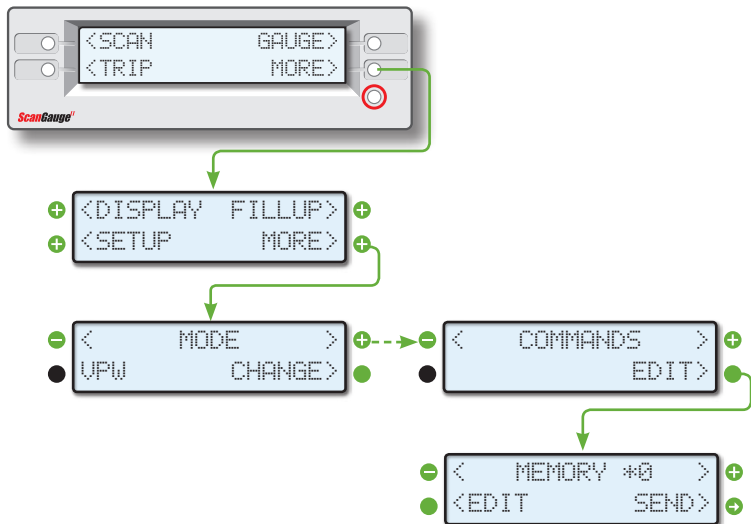 <SCAN GAUGE>
<TRIP MORE>
ScanGauge II
<DISPLAY FILLUP>
<SETUP MORE>
< MODE >
VPW CHANGE>
< COMMANDS >
EDIT>
< MEMORY *0 >
<EDIT SEND>